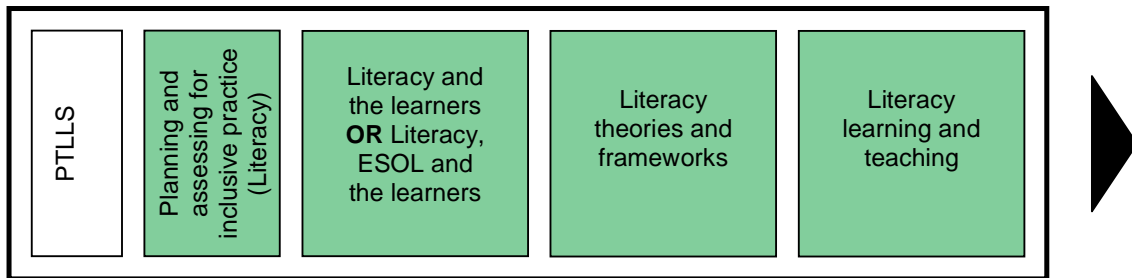 PTLLS
Planning and
assessing for
inclusive practice
(Literacy)
Literacy and
the learners
OR Literacy,
ESOL and
the learners
Literacy
theories and
frameworks
Literacy
learning and
teaching